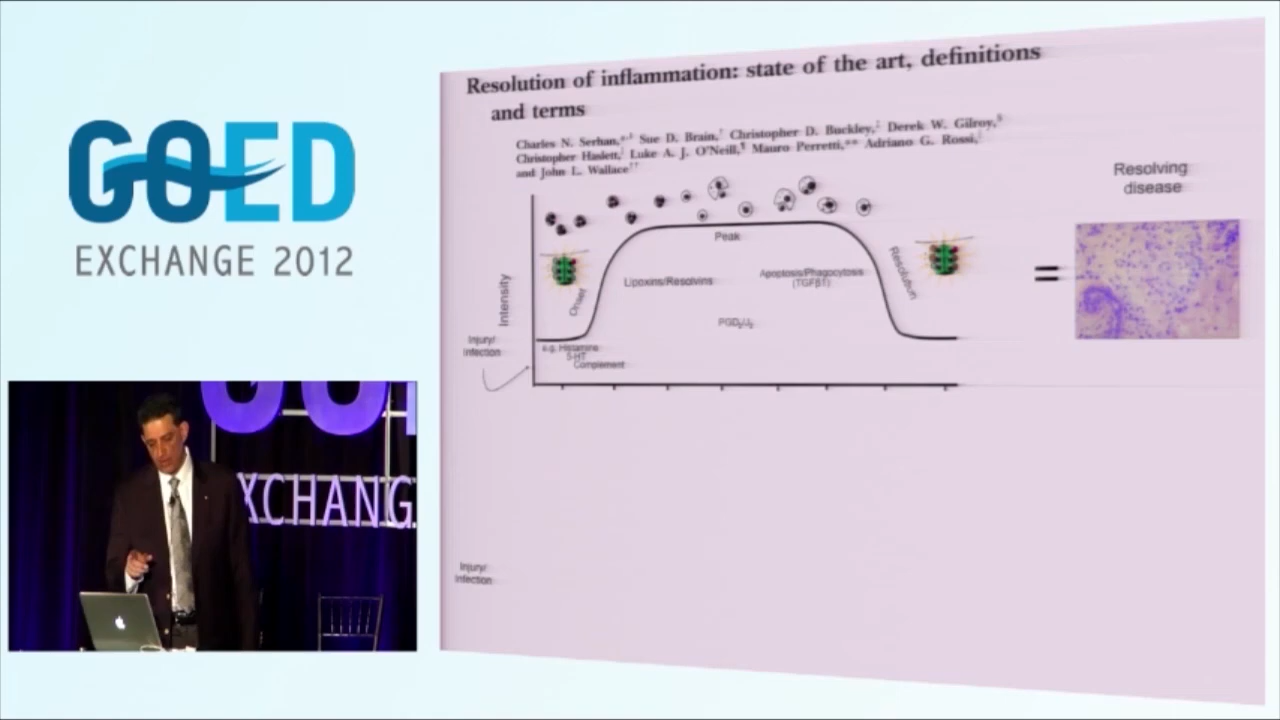 GOED
EXCHANGE 2012
Resolution of inflammation: state of the art, definitions
and terms
Charles N. Serhan, Sue D. Brain, Christopher D. Buckley, Derek W. Gilroy,
Christopher Haslett, Luke A. J. O'Neill, Mauro Perretti,** Adriano G. Rossi,
and John L. Wallace
Resolving
disease
Peak
Intensity
Onset
Lipoxins/Resolvins
Apoptosis/Phagocytosis
(TGFβ1)
Resolution
PGD₂/J₂
=
Injury/
infection
e.g. Histamine
5-HT
Complement
Injury/
infection
XCHANG